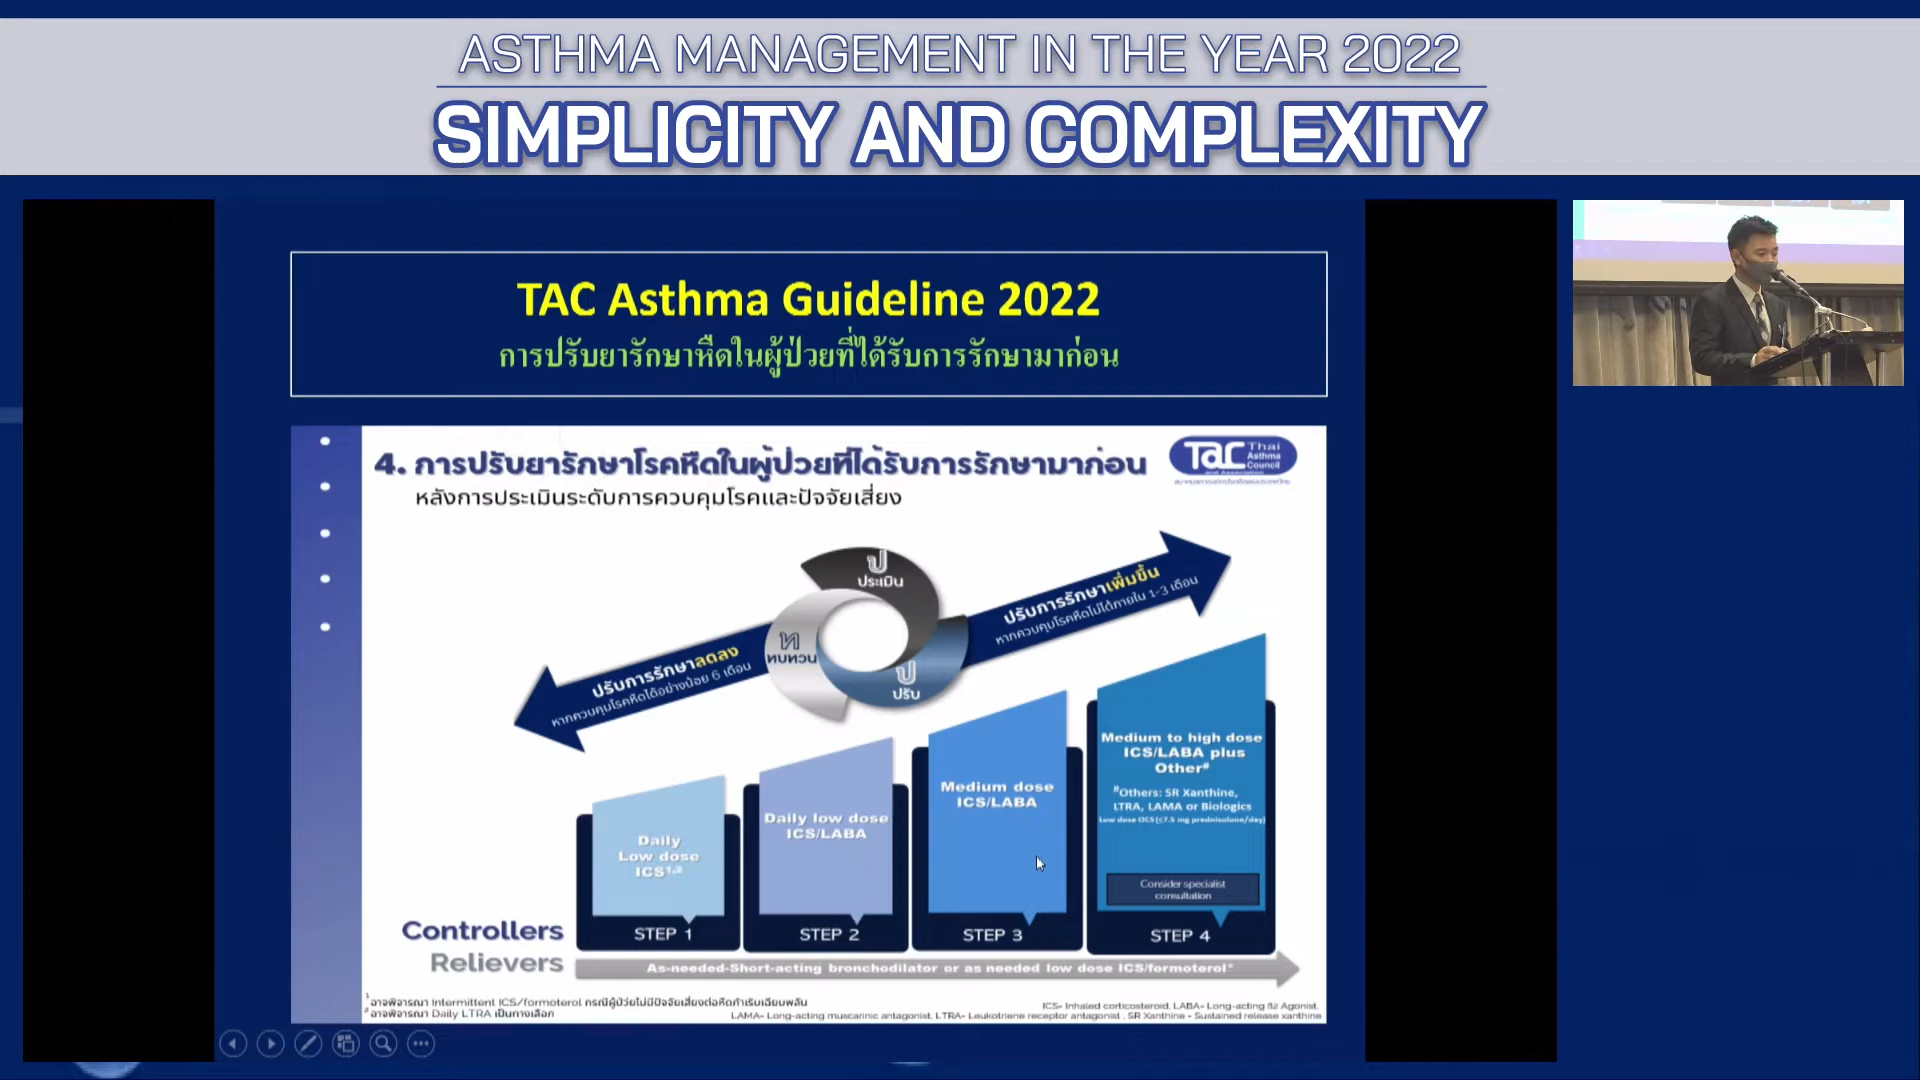 ASTHMA MANAGEMENT IN THE YEAR 2022
SIMPLICITY AND COMPLEXITY
TAC Asthma Guideline 2022
การปรับยารักษาหืดในผู้ป่วยที่ได้รับการรักษามาก่อน
4. การปรับยารักษาโรคหืดในผู้ป่วยที่ได้รับการรักษามาก่อน
หลังการประเมินระดับการควบคุมโรคและปัจจัยเสี่ยง
TAC Thai Asthma Council
and Association
ป
ประเมิน
ท
ทบทวน
ป
ปรับ
ปรับการรักษาเพิ่มขึ้น
หากควบคุมโรคหืดไม่ได้ภายใน 1-3 เดือน
ปรับการรักษาลดลง
หากควบคุมโรคหืดได้อย่างน้อย 6 เดือน
Daily
Low dose
ICS¹,²
STEP 1
Daily low dose
ICS/LABA
STEP 2
Medium dose
ICS/LABA
STEP 3
Medium to high dose
ICS/LABA plus
Other#
#Others: SR Xanthine,
LTRA, LAMA or Biologics
Low dose OCS (≤7.5 mg prednisolone/day)
Consider specialist
consultation
STEP 4
Controllers
Relievers
As-needed-Short-acting bronchodilator or as needed low dose ICS/formoterol*
¹อาจพิจารณา Intermittent ICS/formoterol กรณีผู้ป่วยไม่มีปัจจัยเสี่ยงต่อหืดกำเริบเฉียบพลัน
²อาจพิจารณา Daily LTRA เป็นทางเลือก
ICS= Inhaled corticosteroid, LABA= Long-acting ß2 Agonist,
LAMA= Long-acting muscarinic antagonist, LTRA= Leukotriene receptor antagonist , SR Xanthine = Sustained release xanthine